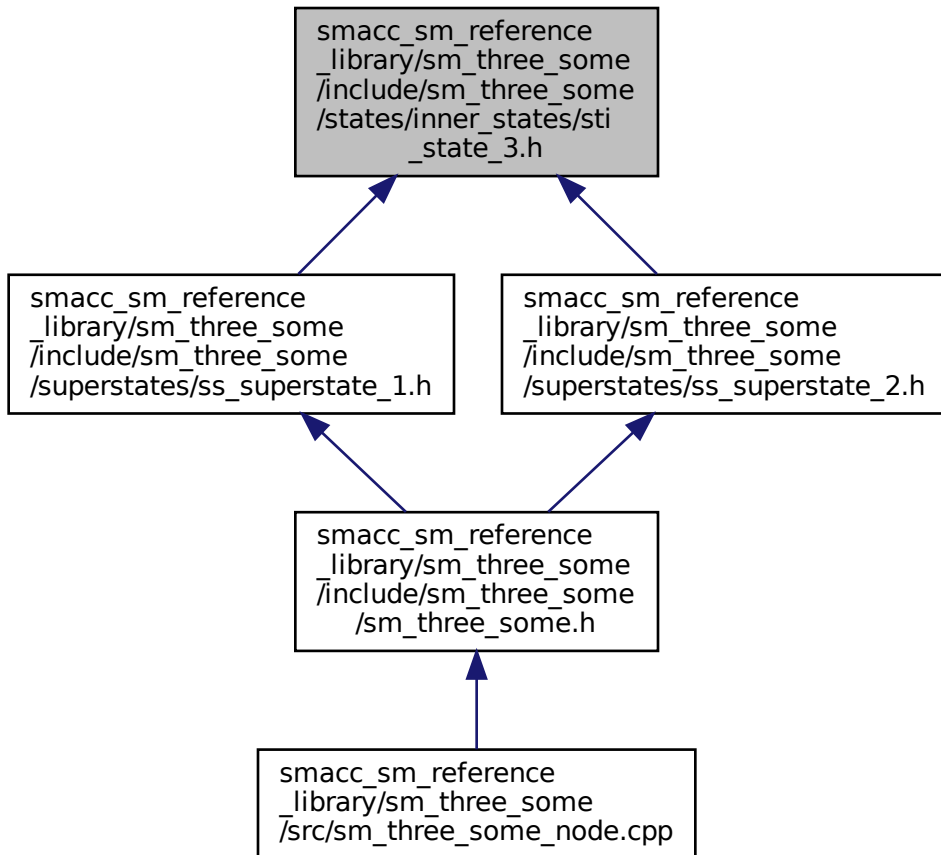 smacc_sm_reference
_library/sm_three_some
/include/sm_three_some
/states/inner_states/sti
_state_3.h
smacc_sm_reference
_library/sm_three_some
/include/sm_three_some
/superstates/ss_superstate_1.h
smacc_sm_reference
_library/sm_three_some
/include/sm_three_some
/superstates/ss_superstate_2.h
smacc_sm_reference
_library/sm_three_some
/include/sm_three_some
/sm_three_some.h
smacc_sm_reference
_library/sm_three_some
/src/sm_three_some_node.cpp